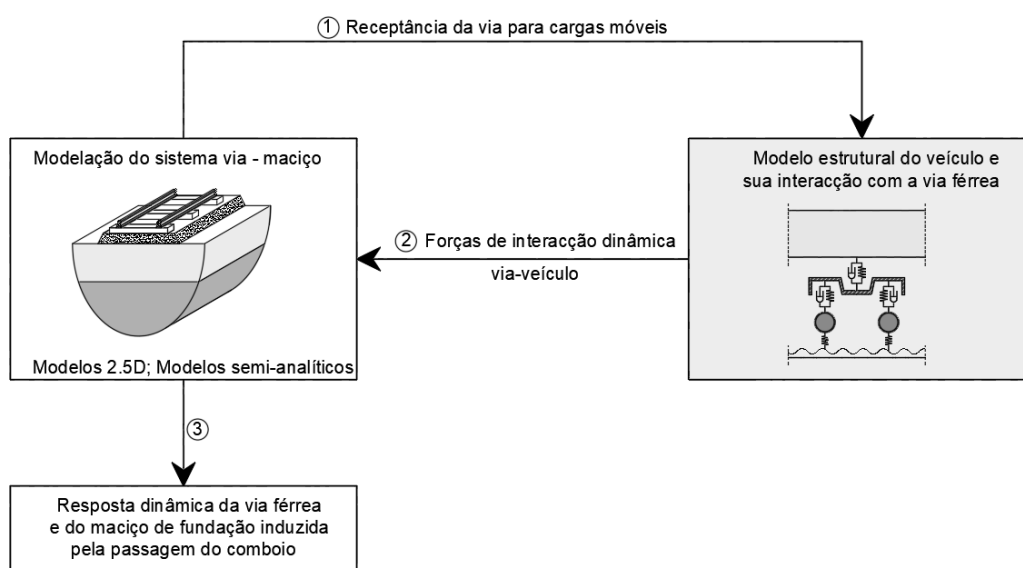 ① Receptância da via para cargas móveis
Modelação do sistema via - maciço
Modelos 2.5D; Modelos semi-analíticos
Modelo estrutural do veículo e
sua interacção com a via férrea
② Forças de interacção dinâmica
via-veículo
③
Resposta dinâmica da via férrea
e do maciço de fundação induzida
pela passagem do comboio